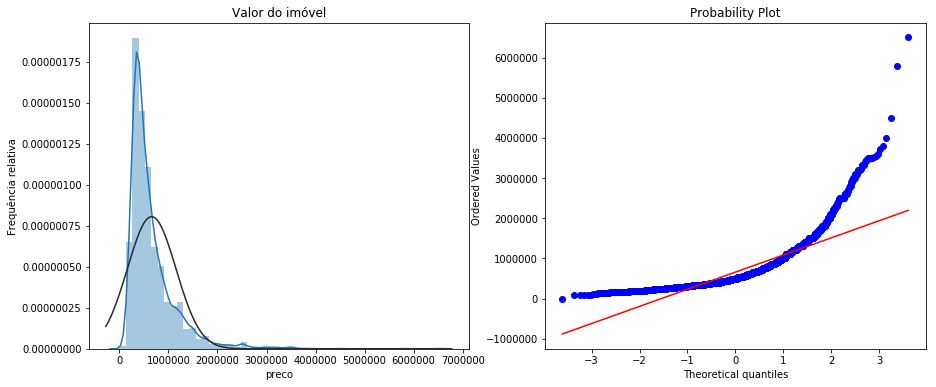 Valor do imóvel
Frequência relativa
0.00000175
0.00000150
0.00000125
0.00000100
0.00000075
0.00000050
0.00000025
0.00000000
0 1000000 2000000 3000000 4000000 5000000 6000000 7000000
preco
Probability Plot
Ordered Values
6000000
5000000
4000000
3000000
2000000
1000000
0
−1000000
−3 −2 −1 0 1 2 3
Theoretical quantiles